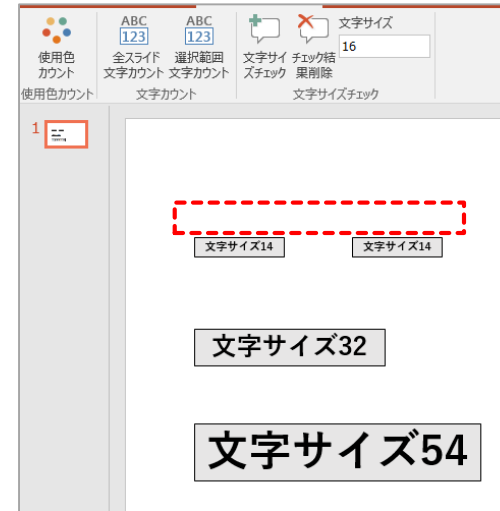 ABC
123
ABC
123
文字サイズ
16
使用色
カウント
全スライド
文字カウント
選択範囲
文字カウント
文字サイ
ズチェック
チェック結
果削除
使用色カウント
文字カウント
文字サイズチェック
1
文字サイズ14
文字サイズ14
文字サイズ32
文字サイズ54